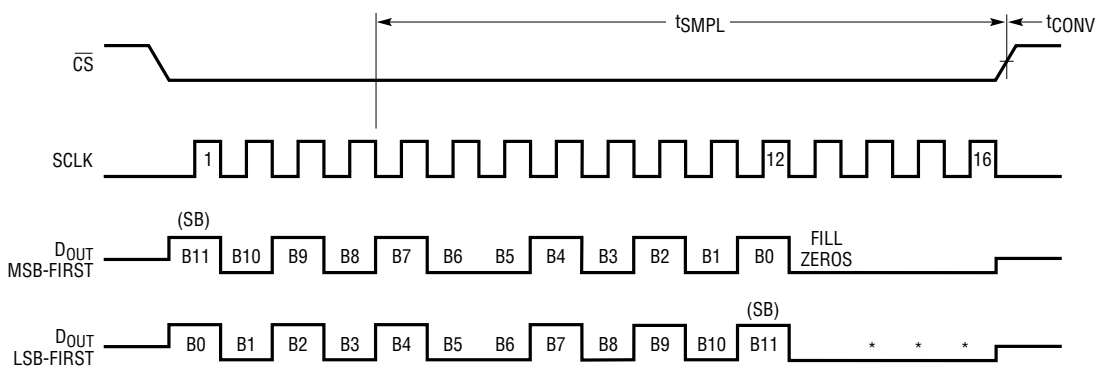 tSMPL tCONV
CS
SCLK 1 12 16
(SB)
DOUT
MSB-FIRST
B11 B10 B9 B8 B7 B6 B5 B4 B3 B2 B1 B0
FILL
ZEROS
(SB)
DOUT
LSB-FIRST
B0 B1 B2 B3 B4 B5 B6 B7 B8 B9 B10 B11 * * *